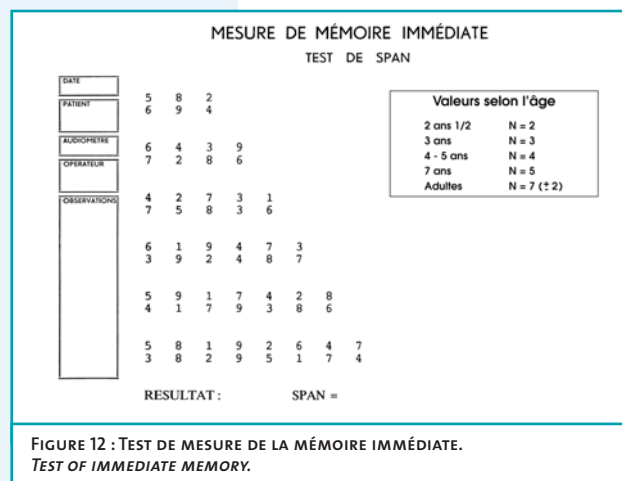 MESURE DE MÉMOIRE IMMÉDIATE
TEST DE SPAN
DATE
PATIENT
AUDIOMETRE
OPERATEUR
OBSERVATIONS
5 8 2
6 9 4
6 4 3 9
7 2 8 6
4 2 7 3 1
7 5 8 3 6
6 1 9 4 7 3
3 9 2 4 8 7
5 9 1 7 4 2 8
4 1 7 9 3 8 6
5 8 1 9 2 6 4 7
3 8 2 9 5 1 7 4
Valeurs selon l'âge
2 ans 1/2 N = 2
3 ans N = 3
4 - 5 ans N = 4
7 ans N = 5
Adultes N = 7 (± 2)
RESULTAT : SPAN =
FIGURE 12 : TEST DE MESURE DE LA MÉMOIRE IMMÉDIATE.
TEST OF IMMEDIATE MEMORY.